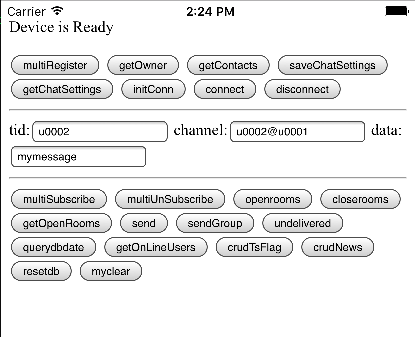 Carrier 2:24 PM
Device is Ready
multiRegister getOwner getContacts saveChatSettings
getChatSettings initConn connect disconnect
tid: u0002 channel: u0002@u0001 data:
mymessage
multiSubscribe multiUnSubscribe openrooms closerooms
getOpenRooms send sendGroup undelivered
querydbdate getOnLineUsers crudTsFlag crudNews
resetdb myclear